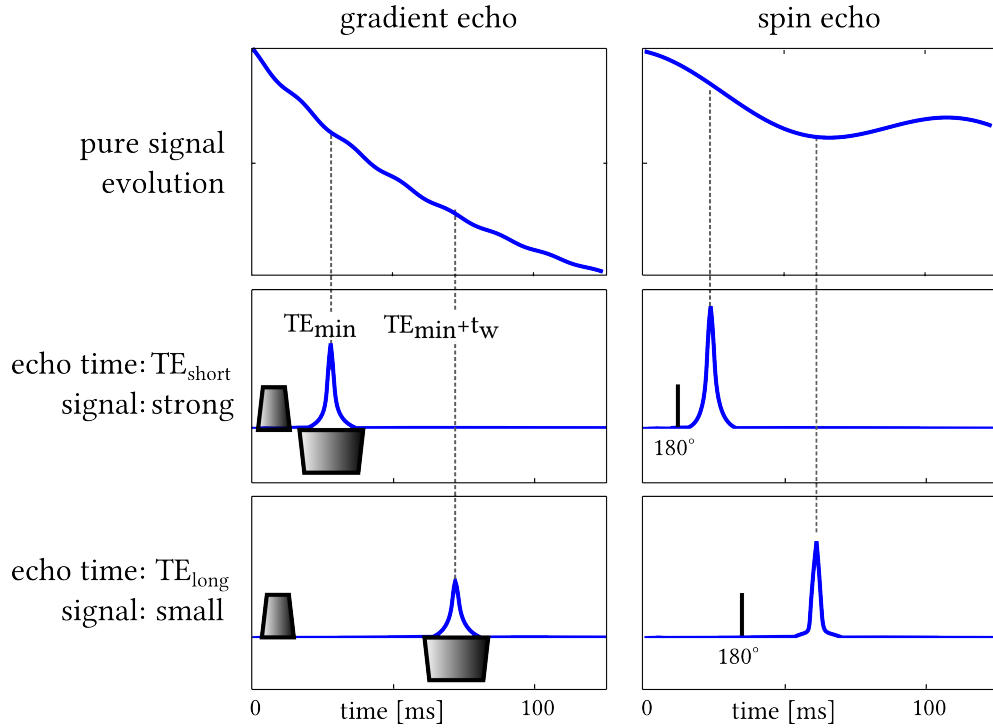 gradient echo
spin echo
pure signal
evolution
TEmin
TEmin+tw
echo time: TEshort
signal: strong
180°
echo time: TElong
signal: small
180°
0
time [ms]
100
0
time [ms]
100